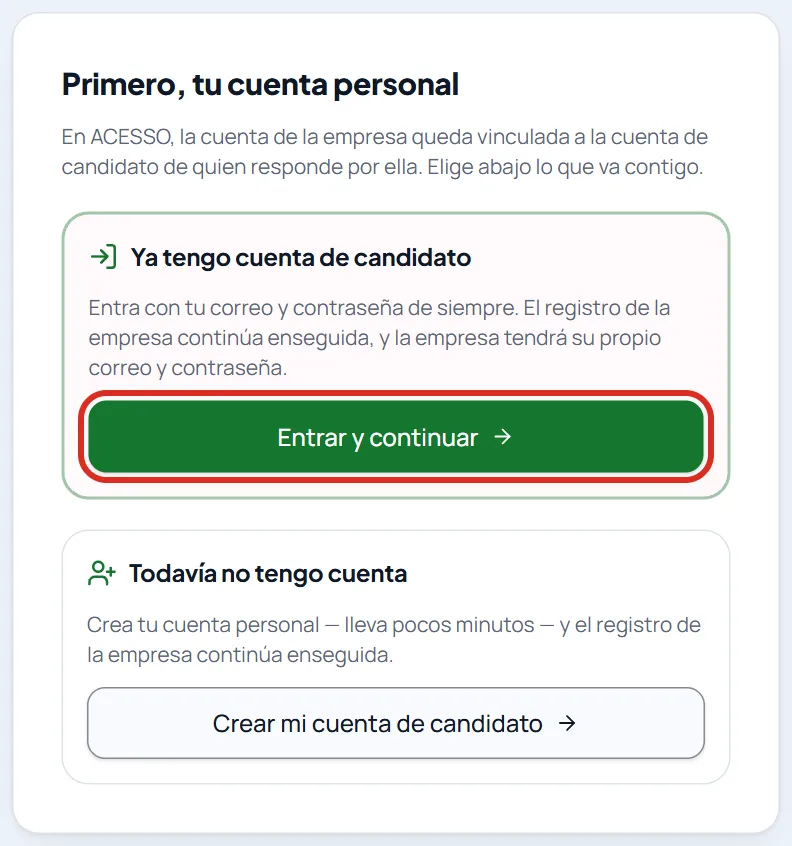 Primero, tu cuenta personal
En ACESSO, la cuenta de la empresa queda vinculada a la cuenta de
candidato de quien responde por ella. Elige abajo lo que va contigo.
Ya tengo cuenta de candidato
Entra con tu correo y contraseña de siempre. El registro de la
empresa continúa enseguida, y la empresa tendrá su propio
correo y contraseña.
Entrar y continuar →
Todavía no tengo cuenta
Crea tu cuenta personal — lleva pocos minutos — y el registro de
la empresa continúa enseguida.
Crear mi cuenta de candidato →